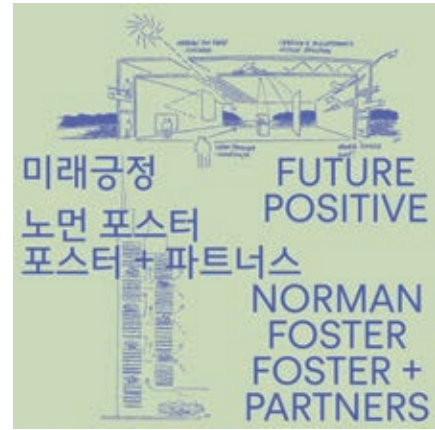 미래긍정
노먼 포스터
포스터 + 파트너스
FUTURE
POSITIVE
NORMAN
FOSTER
FOSTER +
PARTNERS